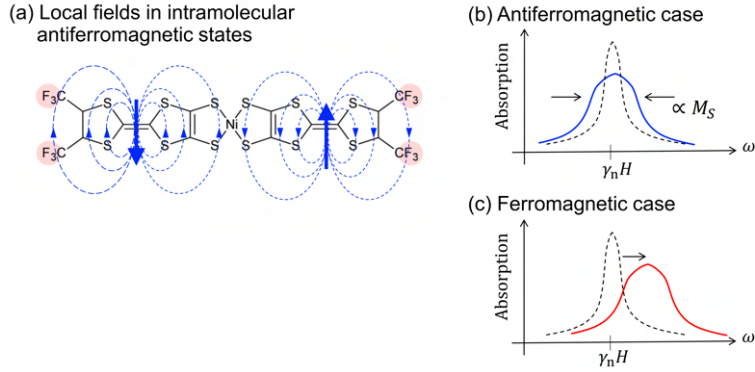 (a) Local fields in intramolecular
antiferromagnetic states
F₃C S S S S S S CF₃
Ni
F₃C S S S S S S CF₃
(b) Antiferromagnetic case
Absorption
∝ M_S
γₙH
ω
(c) Ferromagnetic case
Absorption
γₙH
ω